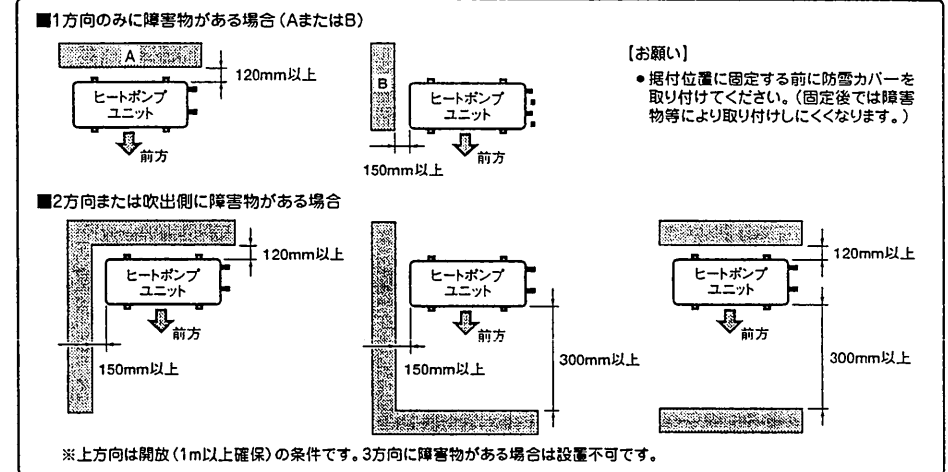 ■1方向のみに障害物がある場合(AまたはB)
A
120mm以上
ヒートポンプ
ユニット
前方
B
ヒートポンプ
ユニット
前方
150mm以上
【お願い】
●据付位置に固定する前に防雪カバーを
取り付けてください。(固定後では障害
物等により取り付けしにくくなります。)
■2方向または吹出側に障害物がある場合
120mm以上
ヒートポンプ
ユニット
前方
150mm以上
ヒートポンプ
ユニット
前方
150mm以上
300mm以上
120mm以上
ヒートポンプ
ユニット
前方
300mm以上
※上方向は開放(1m以上確保)の条件です。3方向に障害物がある場合は設置不可です。